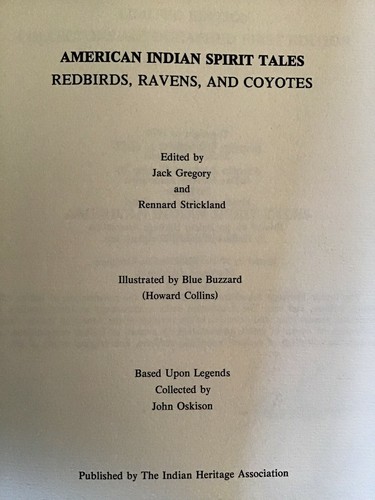 AMERICAN INDIAN SPIRIT TALES
REDBIRDS, RAVENS, AND COYOTES
Edited by
Jack Gregory
and
Rennard Strickland
Illustrated by Blue Buzzard
(Howard Collins)
Based Upon Legends
Collected by
John Oskison
Published by The Indian Heritage Association